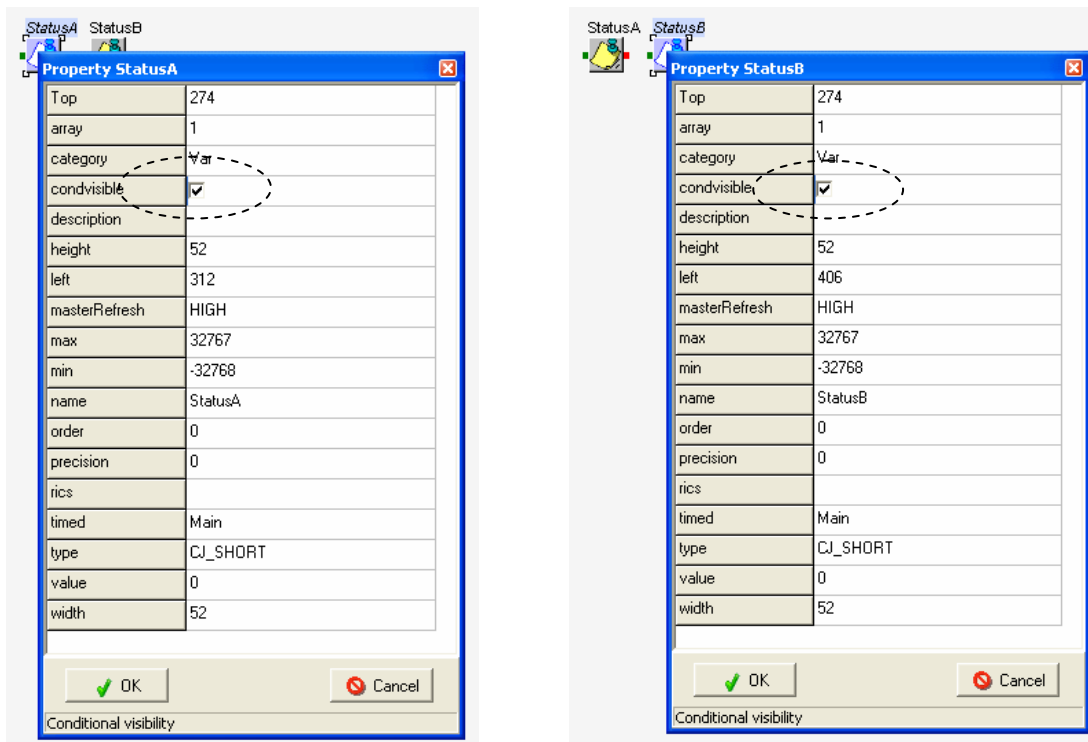 StatusA StatusB
Property StatusA
Top 274
array 1
category Var
condvisible
description
height 52
left 312
masterRefresh HIGH
max 32767
min -32768
name StatusA
order 0
precision 0
rics
timed Main
type CJ_SHORT
value 0
width 52
OK Cancel
Conditional visibility
StatusA StatusB
Property StatusB
Top 274
array 1
category Var
condvisible
description
height 52
left 406
masterRefresh HIGH
max 32767
min -32768
name StatusB
order 0
precision 0
rics
timed Main
type CJ_SHORT
value 0
width 52
OK Cancel
Conditional visibility